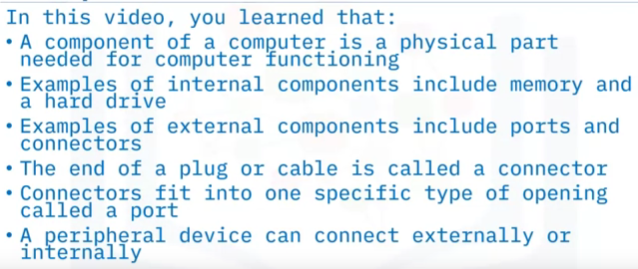 In this video, you learned that:
• A component of a computer is a physical part
needed for computer functioning
• Examples of internal components include memory and
a hard drive
• Examples of external components include ports and
connectors
• The end of a plug or cable is called a connector
• Connectors fit into one specific type of opening
called a port
• A peripheral device can connect externally or
internally